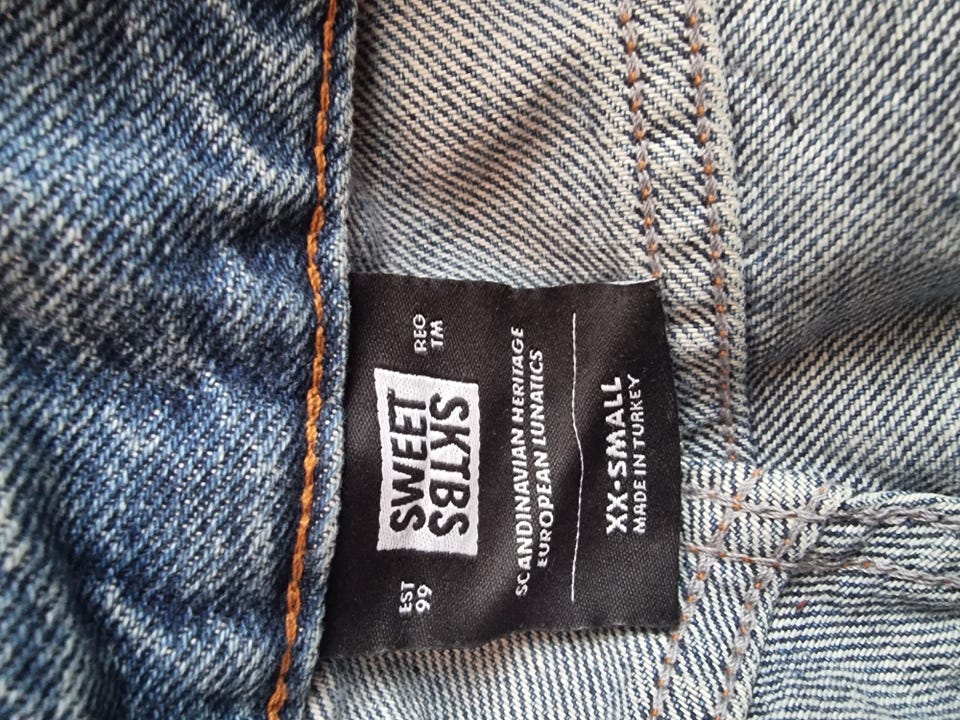 EST 99
SWEET SKTBS
REG TM
SCANDINAVIAN HERITAGE
EUROPEAN LUNATICS
XX-SMALL
MADE IN TURKEY